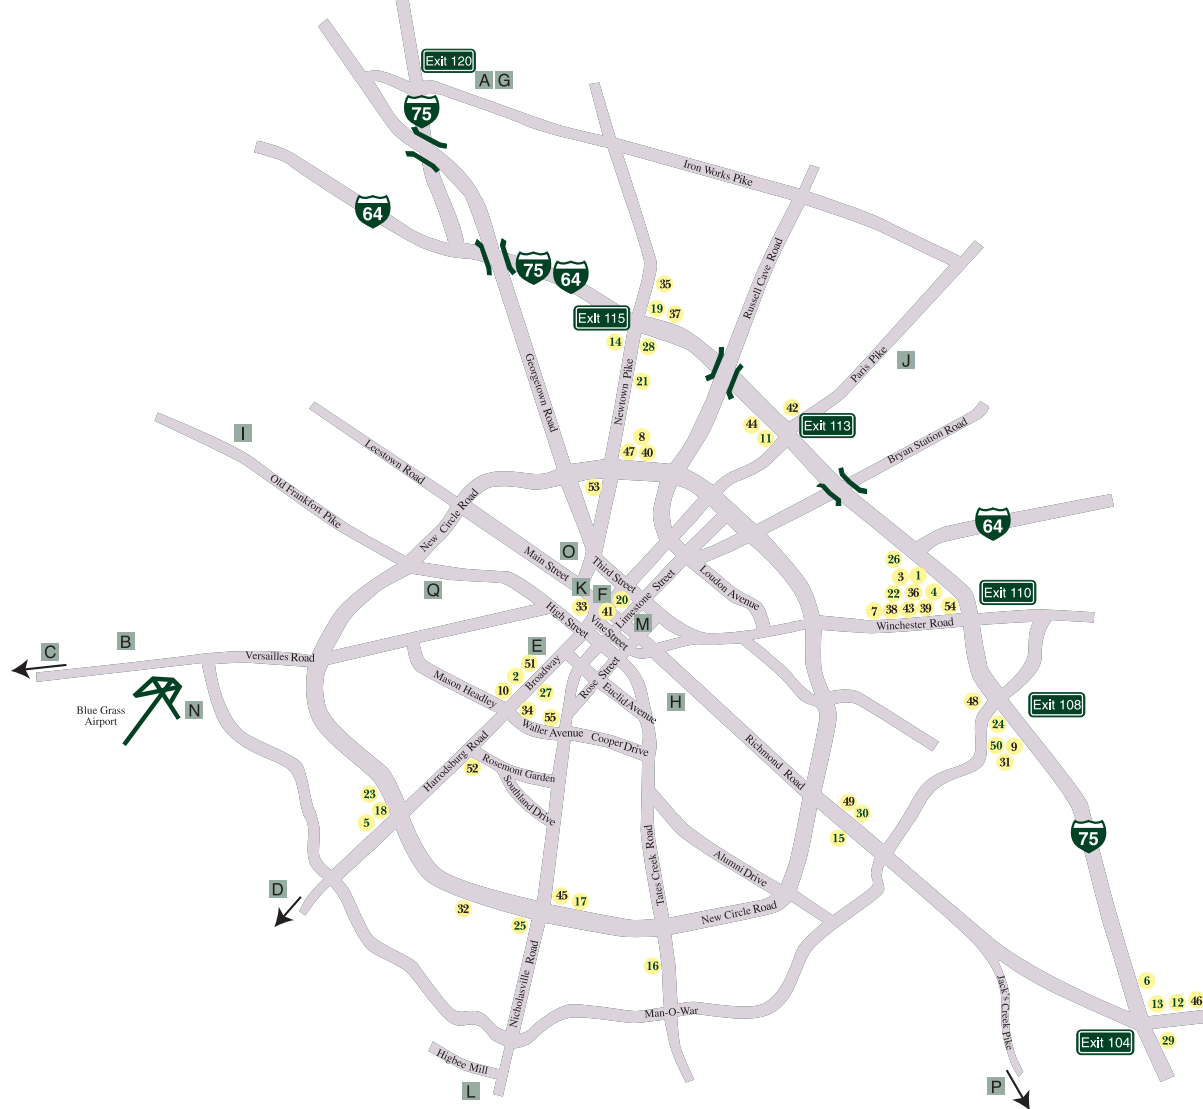 Exit 120
A G
75
Iron Works Pike
64
75
64
Russell Cave Road
35
19
37
Exit 115
14
28
Georgetown Road
Newtown Pike
21
Paris Pike
J
42
44
11
Exit 113
I
Leestown Road
8
47
40
Bryan Station Road
Old Frankfort Pike
New Circle Road
53
64
Main Street
O
Third Street
Limestone Street
Loudon Avenue
26
3
1
Q
K
F
20
33
41
High Street
Vine Street
M
22
36
4
7
38
43
39
54
Exit 110
Winchester Road
C
B
Versailles Road
E
51
2
10
Broadway
27
Rose Street
Euclid Avenue
H
Mason Headley
34
55
Blue Grass
Airport
N
Waller Avenue
Cooper Drive
48
24
Exit 108
50
9
31
Harrodsburg Road
52
Rosemont Garden
Southland Drive
Richmond Road
23
18
5
49
30
15
75
Tates Creek Road
Alumni Drive
D
32
45
17
25
New Circle Road
Nicholasville Road
16
Man-O-War
Jack's Creek Pike
6
13
12
46
29
Exit 104
Higbee Mill
L
P